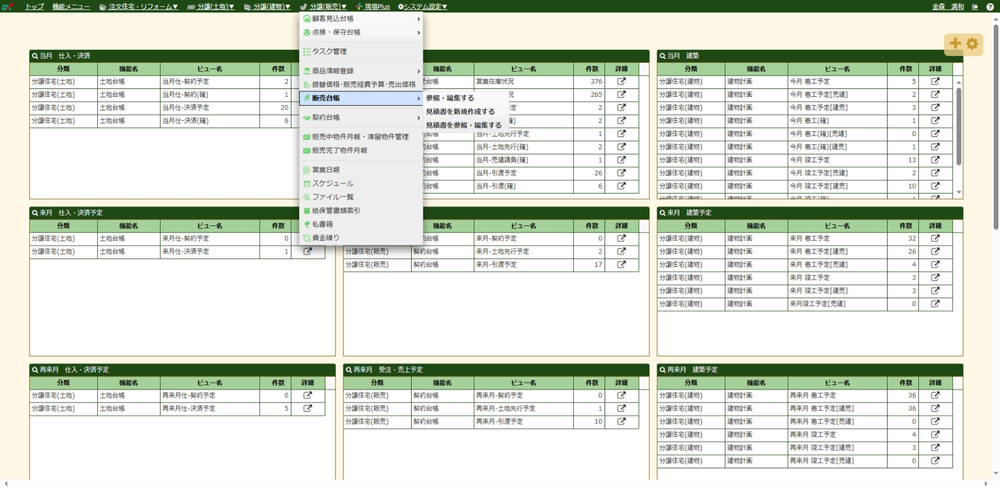 DX トップ 機能メニュー 注文住宅・リフォーム▼ 分譲(土地)▼ 分譲(建物)▼ 分譲(販売)▼ 現場Plus システム設定▼ 金森 満和
顧客見込台帳
点検・保守台帳
タスク管理
商品情報登録
振替価格・販売経費予算・売出価格
販売台帳
契約台帳
販売中物件月報・滞留物件管理
販売完了物件月報
営業日報
スケジュール
ファイル一覧
紙保管書類索引
私書箱
資金繰り
参照・編集する
見積書を新規作成する
見積書を参照・編集する
当月 仕入・決済
分類 機能名 ビュー名 件数
分譲住宅(土地) 土地台帳 当月仕-契約予定 2
分譲住宅(土地) 土地台帳 当月仕-契約(確) 1
分譲住宅(土地) 土地台帳 当月仕-決済予定 20
分譲住宅(土地) 土地台帳 当月仕-決済(確) 6
機能名 ビュー名 件数 詳細
台帳 営業在庫状況 376
況 265
定 2
確) 2
台帳 当月-土地先行予定 1
台帳 当月-土地先行(確) 2
台帳 当月-売建請負(確) 1
台帳 当月-引渡予定 26
台帳 当月-引渡(確) 6
当月 建築
分類 機能名 ビュー名 件数 詳細
分譲住宅(建物) 建物計画 今月 着工予定 5
分譲住宅(建物) 建物計画 今月 着工予定[売建] 2
分譲住宅(建物) 建物計画 今月 着工予定[建売] 3
分譲住宅(建物) 建物計画 今月 着工(確) 1
分譲住宅(建物) 建物計画 今月 着工(確)[売建] 0
分譲住宅(建物) 建物計画 今月 着工(確)[建売] 1
分譲住宅(建物) 建物計画 今月 竣工予定 13
分譲住宅(建物) 建物計画 今月 竣工予定[売建] 2
分譲住宅(建物) 建物計画 今月 竣工予定[建売] 10
分譲住宅(建物) 建物計画 今月 竣工(確) 1
来月 仕入・決済予定
分類 機能名 ビュー名 件数
分譲住宅(土地) 土地台帳 来月仕-契約予定 0
分譲住宅(土地) 土地台帳 来月仕-決済予定 1
機能名 ビュー名 件数 詳細
台帳 来月-契約予定 0
分譲住宅(販売) 契約台帳 来月-土地先行予定 2
分譲住宅(販売) 契約台帳 来月-引渡予定 17
来月 建築予定
分類 機能名 ビュー名 件数 詳細
分譲住宅(建物) 建物計画 来月 着工予定 32
分譲住宅(建物) 建物計画 来月 着工予定[建売] 26
分譲住宅(建物) 建物計画 来月 着工予定[売建] 4
分譲住宅(建物) 建物計画 来月 竣工予定 3
分譲住宅(建物) 建物計画 来月 竣工予定[建売] 3
分譲住宅(建物) 建物計画 来月竣工予定[売建] 0
再来月 仕入・決済予定
分類 機能名 ビュー名 件数 詳細
分譲住宅(土地) 土地台帳 再来月仕-契約予定 0
分譲住宅(土地) 土地台帳 再来月仕-決済予定 5
再来月 受注・売上予定
分類 機能名 ビュー名 件数 詳細
分譲住宅(販売) 契約台帳 再来月-契約予定 0
分譲住宅(販売) 契約台帳 再来月-土地先行予定 1
分譲住宅(販売) 契約台帳 再来月-引渡予定 10
再来月 建築予定
分類 機能名 ビュー名 件数 詳細
分譲住宅(建物) 建物計画 再来月 着工予定 36
分譲住宅(建物) 建物計画 再来月 着工予定[建売] 36
分譲住宅(建物) 建物計画 再来月 着工予定[売建] 0
分譲住宅(建物) 建物計画 再来月 竣工予定 4
分譲住宅(建物) 建物計画 再来月 竣工予定[建売] 3
分譲住宅(建物) 建物計画 再来月 竣工予定[売建] 0